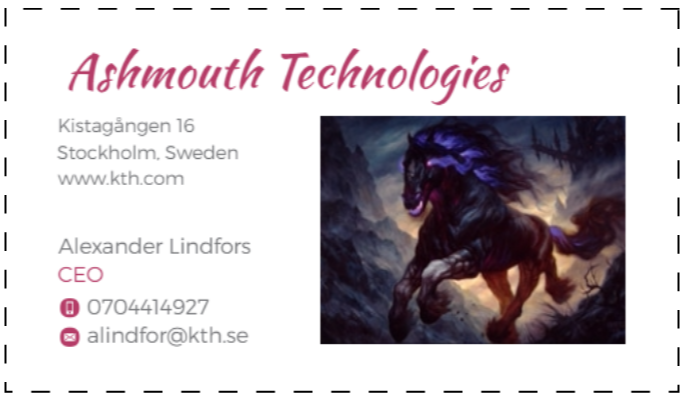 Ashmouth Technologies
Kistagången 16
Stockholm, Sweden
www.kth.com
Alexander Lindfors
CEO
0704414927
alindfor@kth.se